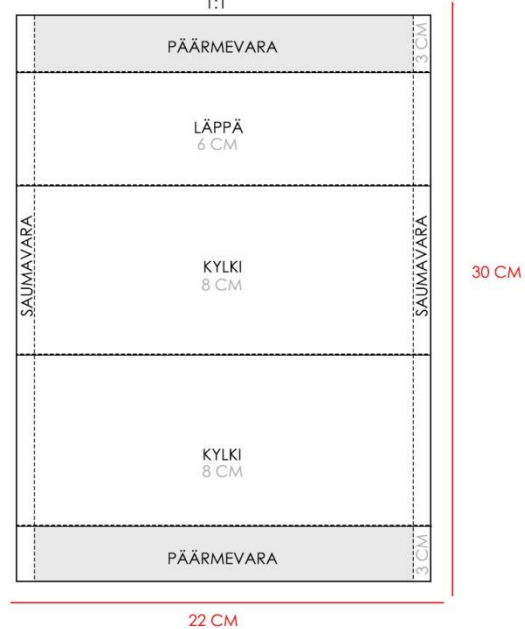 1:1
PÄÄRMEVARA
3 CM
LÄPPÄ
6 CM
SAUMAVARA
KYLKI
8 CM
SAUMAVARA
30 CM
KYLKI
8 CM
PÄÄRMEVARA
3 CM
22 CM